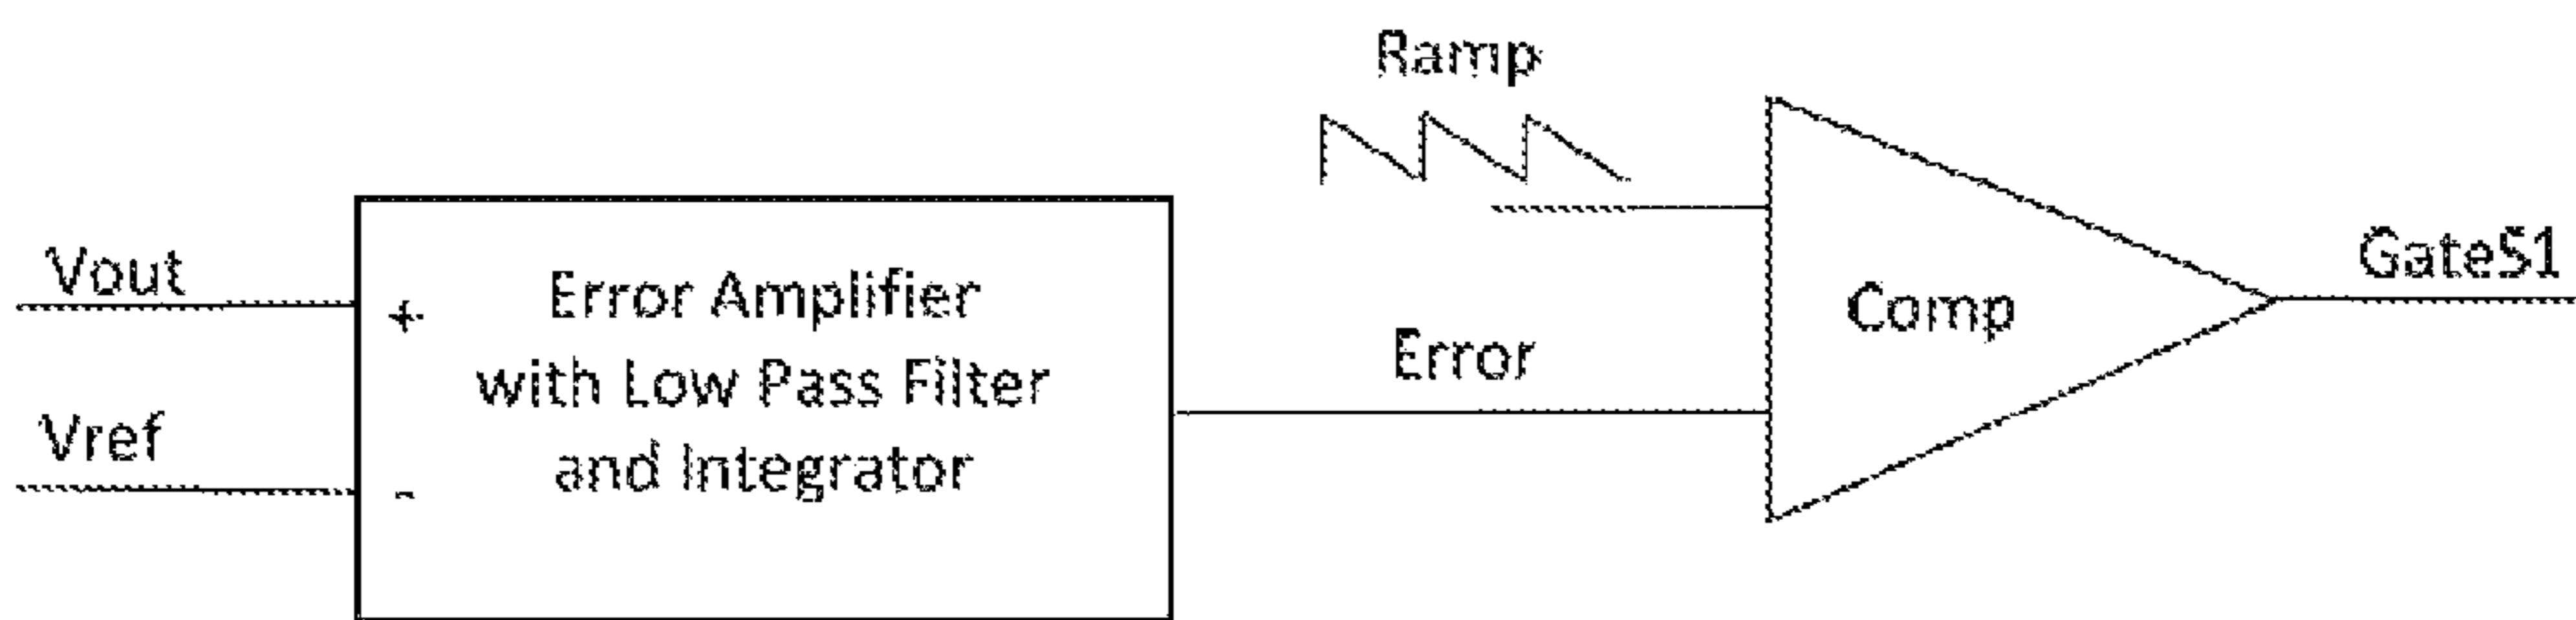 Ramp
Vout
+
Error Amplifier
with Low Pass Filter
and Integrator
Vref
-
Error
Comp
GateS1